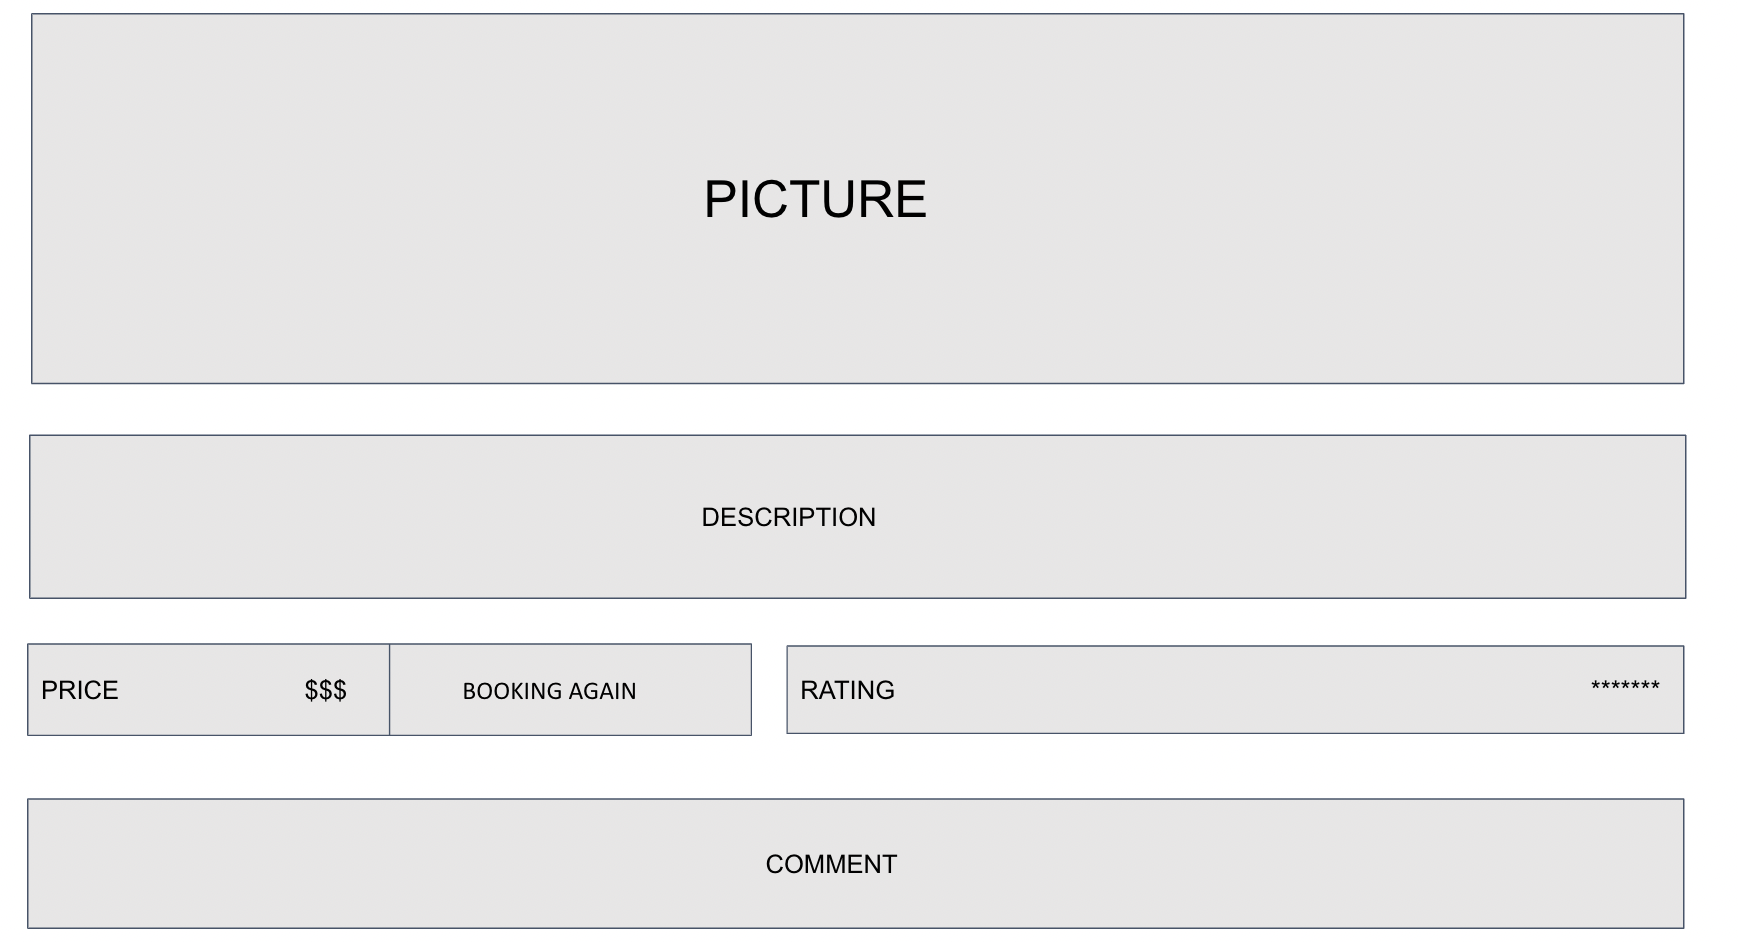 PICTURE
DESCRIPTION
PRICE $$$ BOOKING AGAIN RATING *******
COMMENT